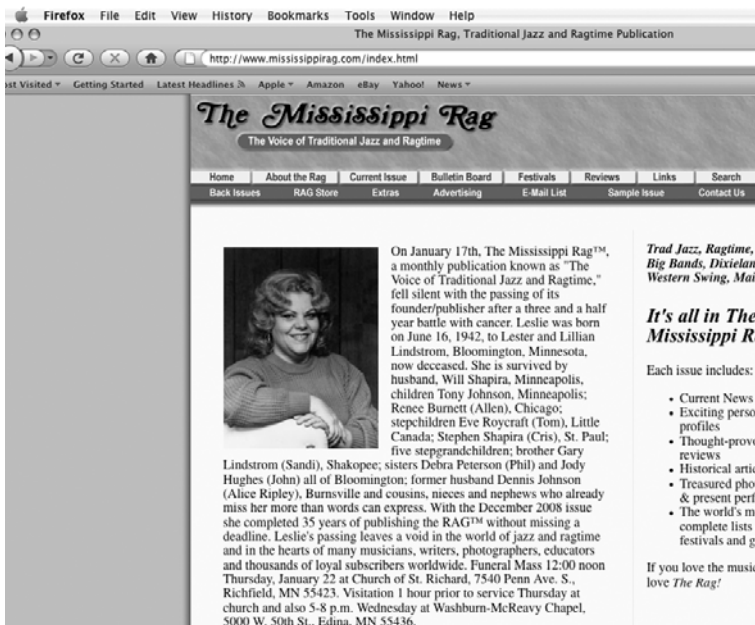 Firefox File Edit View History Bookmarks Tools Window Help
The Mississippi Rag, Traditional Jazz and Ragtime Publication
http://www.mississippirag.com/index.html
Visited Getting Started Latest Headlines Apple Amazon eBay Yahoo! News
The Mississippi Rag
The Voice of Traditional Jazz and Ragtime
Home About the Rag Current Issue Bulletin Board Festivals Reviews Links Search
Back Issues RAG Store Extras Advertising E-Mail List Sample Issue Contact Us
On January 17th, The Mississippi Rag™,
a monthly publication known as "The
Voice of Traditional Jazz and Ragtime,"
fell silent with the passing of its
founder/publisher after a three and a half
year battle with cancer. Leslie was born
on June 16, 1942, to Lester and Lillian
Lindstrom, Bloomington, Minnesota,
now deceased. She is survived by
husband, Will Shapira, Minneapolis,
children Tony Johnson, Minneapolis;
Renee Burnett (Allen), Chicago;
stepchildren Eve Roycraft (Tom), Little
Canada; Stephen Shapira (Cris), St. Paul;
five stepgrandchildren; brother Gary
Lindstrom (Sandi), Shakopee; sisters Debra Peterson (Phil) and Jody
Hughes (John) all of Bloomington; former husband Dennis Johnson
(Alice Ripley), Burnsville and cousins, nieces and nephews who already
miss her more than words can express. With the December 2008 issue
she completed 35 years of publishing the RAG™ without missing a
deadline. Leslie's passing leaves a void in the world of jazz and ragtime
and in the hearts of many musicians, writers, photographers, educators
and thousands of loyal subscribers worldwide. Funeral Mass 12:00 noon
Thursday, January 22 at Church of St. Richard, 7540 Penn Ave. S.,
Richfield, MN 55423. Visitation 1 hour prior to service Thursday at
church and also 5-8 p.m. Wednesday at Washburn-McReavy Chapel,
5000 W. 50th St., Edina, MN 55436.
Trad Jazz, Ragtime,
Big Bands, Dixielan
Western Swing, Mai
It's all in The
Mississippi R
Each issue includes:
• Current News
• Exciting perso
profiles
• Thought-provo
reviews
• Historical artic
• Treasured pho
& present perf
• The world's m
complete lists
festivals and g
If you love the music
love The Rag!